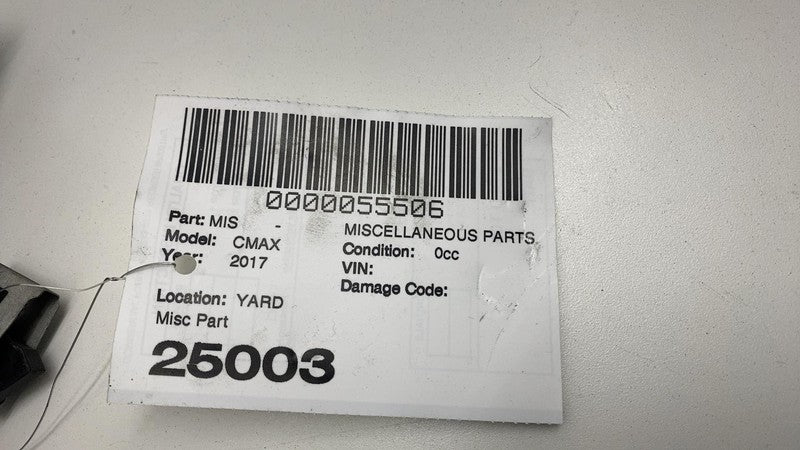 0000055506
Part: MIS - MISCELLANEOUS PARTS
Model: CMAX Condition: 0cc
Year: 2017 VIN:
Damage Code:
Location: YARD
Misc Part
25003